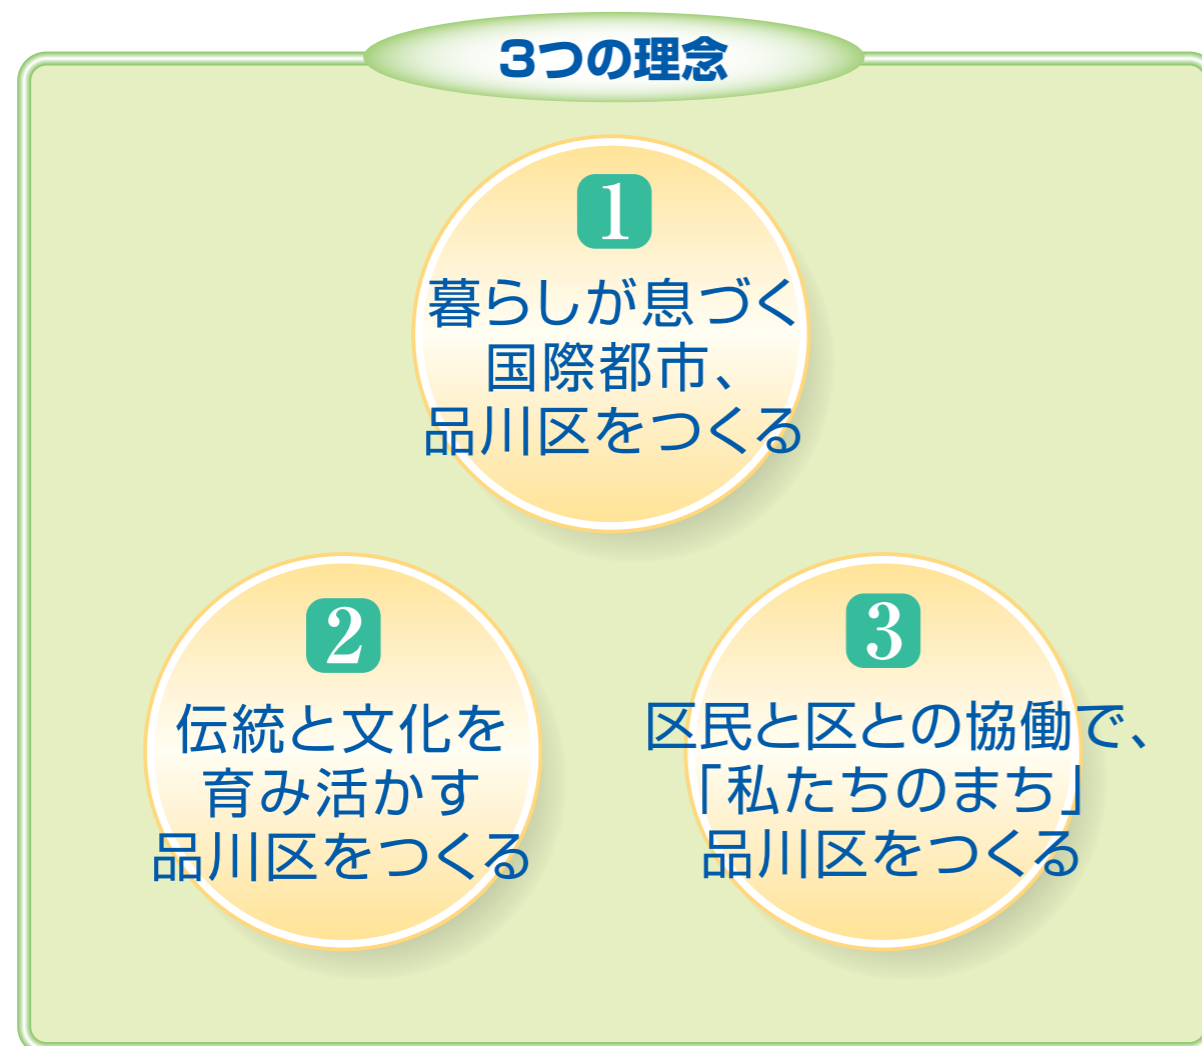 3つの理念
1
暮らしが息づく
国際都市、
品川区をつくる
2
伝統と文化を
育み活かす
品川区をつくる
3
区民と区との協働で、
「私たちのまち」
品川区をつくる